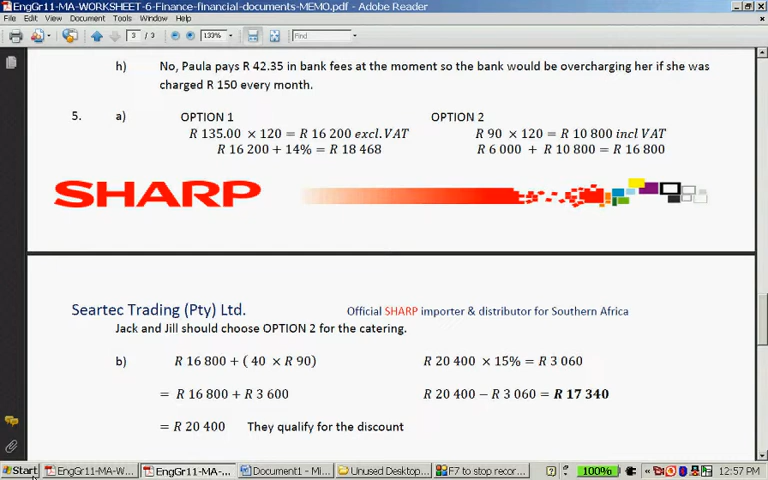 EngGr11-MA-WORKSHEET-6-Finance-financial-documents-MEMO.pdf - Adobe Reader
File Edit View Document Tools Window Help
3 / 3 133% Find
h) No, Paula pays R 42.35 in bank fees at the moment so the bank would be overcharging her if she was
charged R 150 every month.
5. a) OPTION 1 OPTION 2
R 135.00 × 120 = R 16 200 excl.VAT R 90 × 120 = R 10 800 incl VAT
R 16 200 + 14% = R 18 468 R 6 000 + R 10 800 = R 16 800
SHARP
Seartec Trading (Pty) Ltd. Official SHARP importer & distributor for Southern Africa
Jack and Jill should choose OPTION 2 for the catering.
b) R 16 800 + ( 40 × R 90) R 20 400 × 15% = R 3 060
= R 16 800 + R 3 600 R 20 400 − R 3 060 = R 17 340
= R 20 400 They qualify for the discount
Start EngGr11-MA-W... EngGr11-MA-... Document1 - Mi... Unused Desktop... F7 to stop recor... 100% 12:57 PM